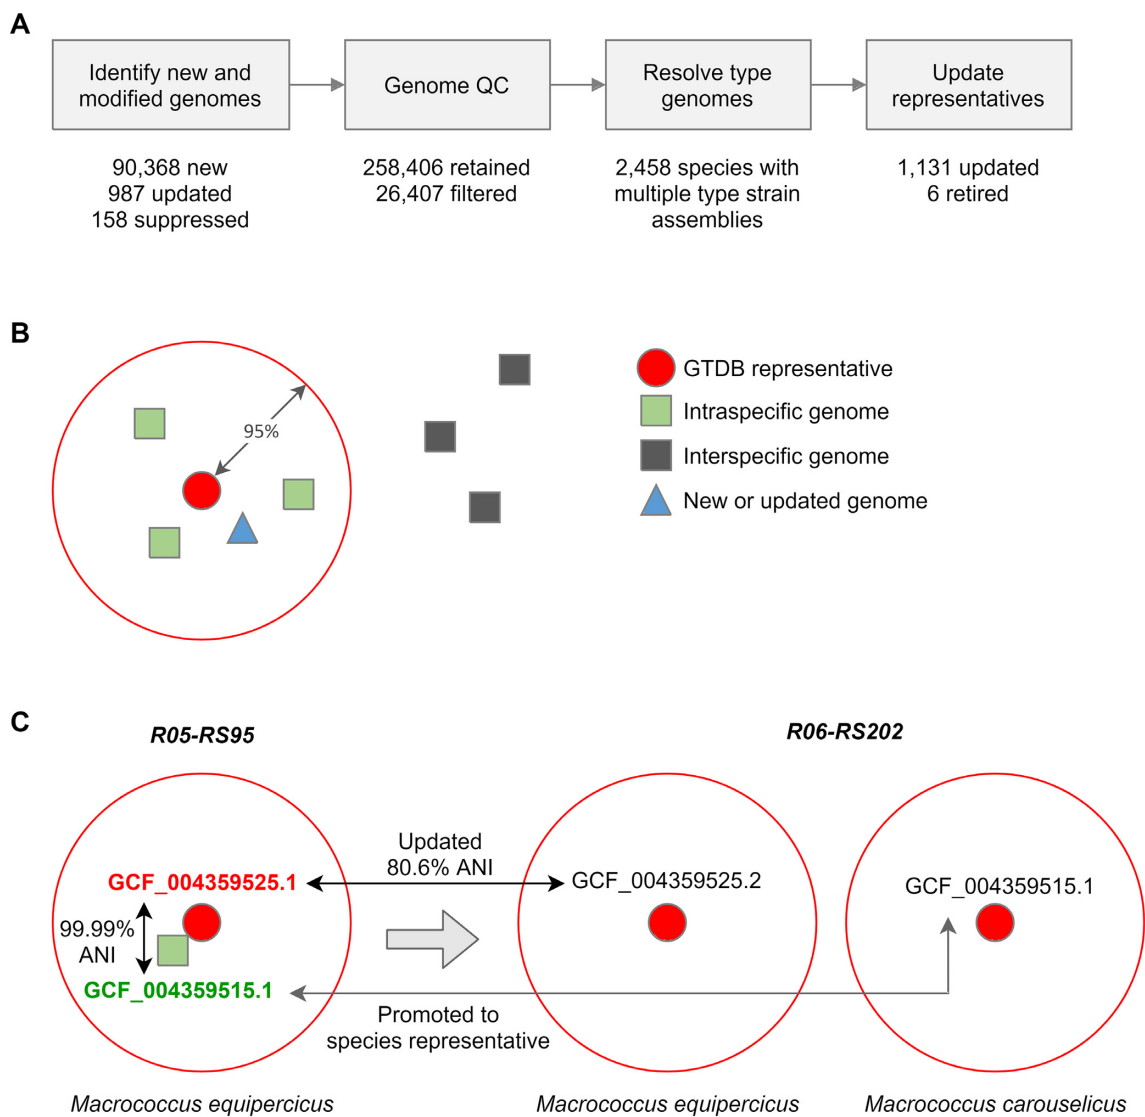 A
Identify new and
modified genomes
Genome QC
Resolve type
genomes
Update
representatives
90,368 new
987 updated
158 suppressed
258,406 retained
26,407 filtered
2,458 species with
multiple type strain
assemblies
1,131 updated
6 retired
B
95%
GTDB representative
Intraspecific genome
Interspecific genome
New or updated genome
C
R05-RS95
R06-RS202
Updated
80.6% ANI
GCF_004359525.1
GCF_004359525.2
GCF_004359515.1
99.99%
ANI
GCF_004359515.1
Promoted to
species representative
Macrococcus equipercicus
Macrococcus equipercicus
Macrococcus carouselicus